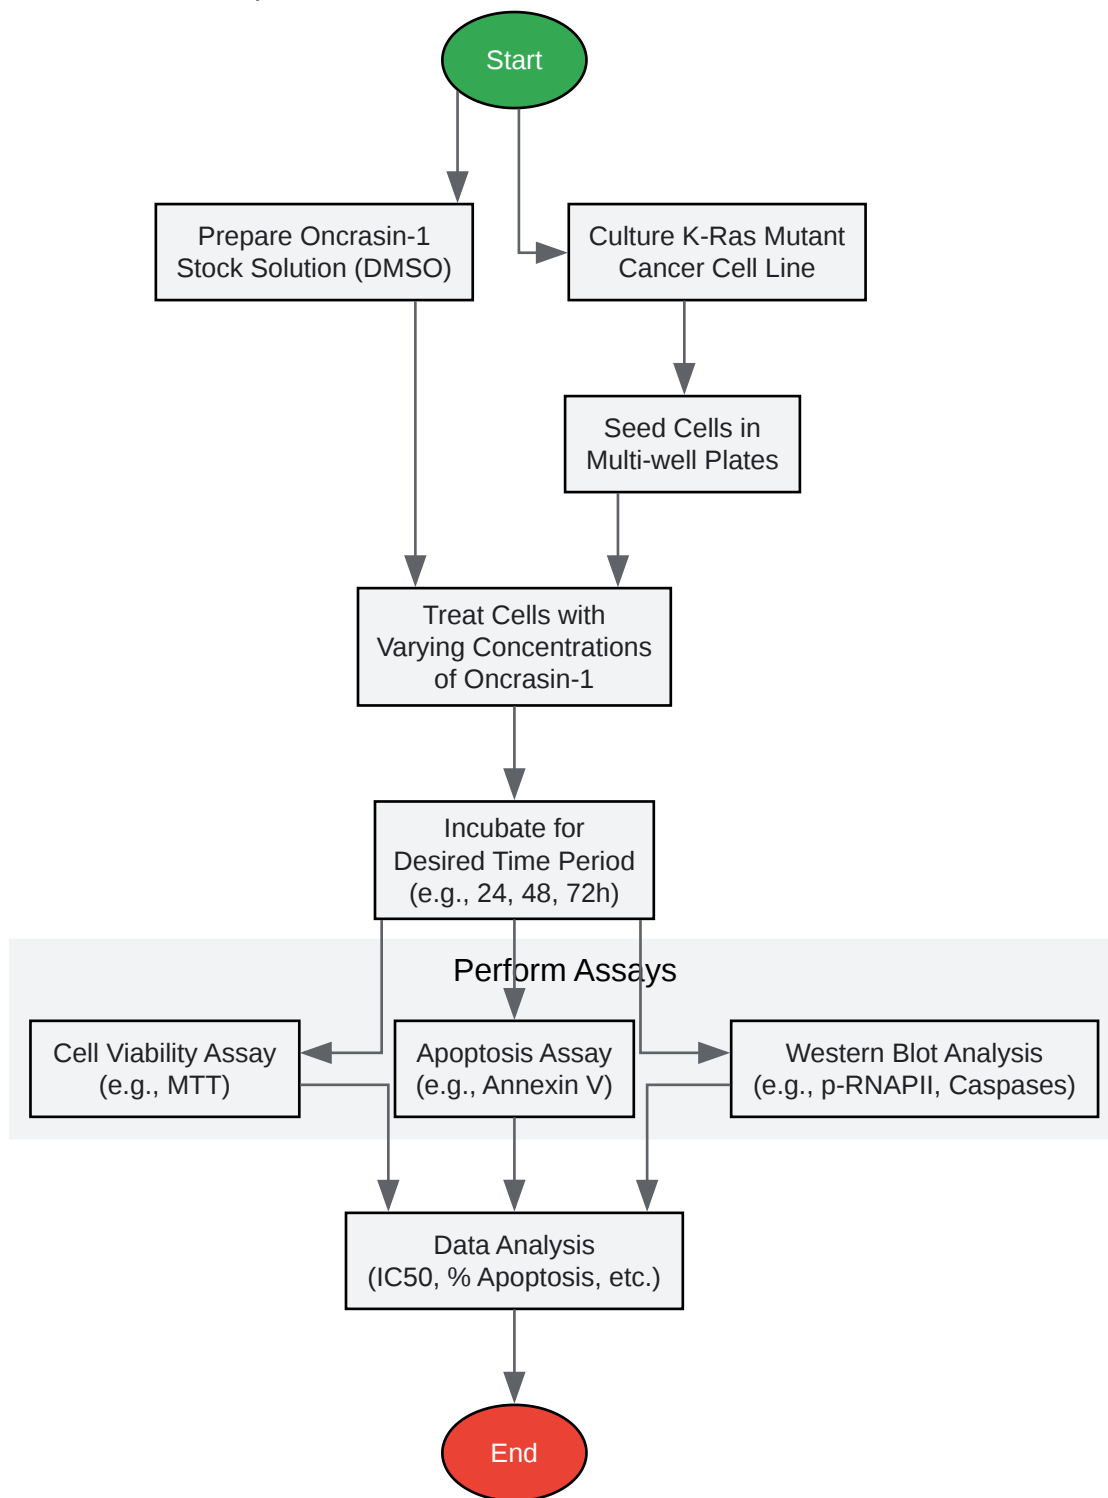 Start
Prepare Oncrasin-1
Stock Solution (DMSO)
Culture K-Ras Mutant
Cancer Cell Line
Seed Cells in
Multi-well Plates
Treat Cells with
Varying Concentrations
of Oncrasin-1
Incubate for
Desired Time Period
(e.g., 24, 48, 72h)
Perform Assays
Cell Viability Assay
(e.g., MTT)
Apoptosis Assay
(e.g., Annexin V)
Western Blot Analysis
(e.g., p-RNAPII, Caspases)
Data Analysis
(IC50, % Apoptosis, etc.)
End